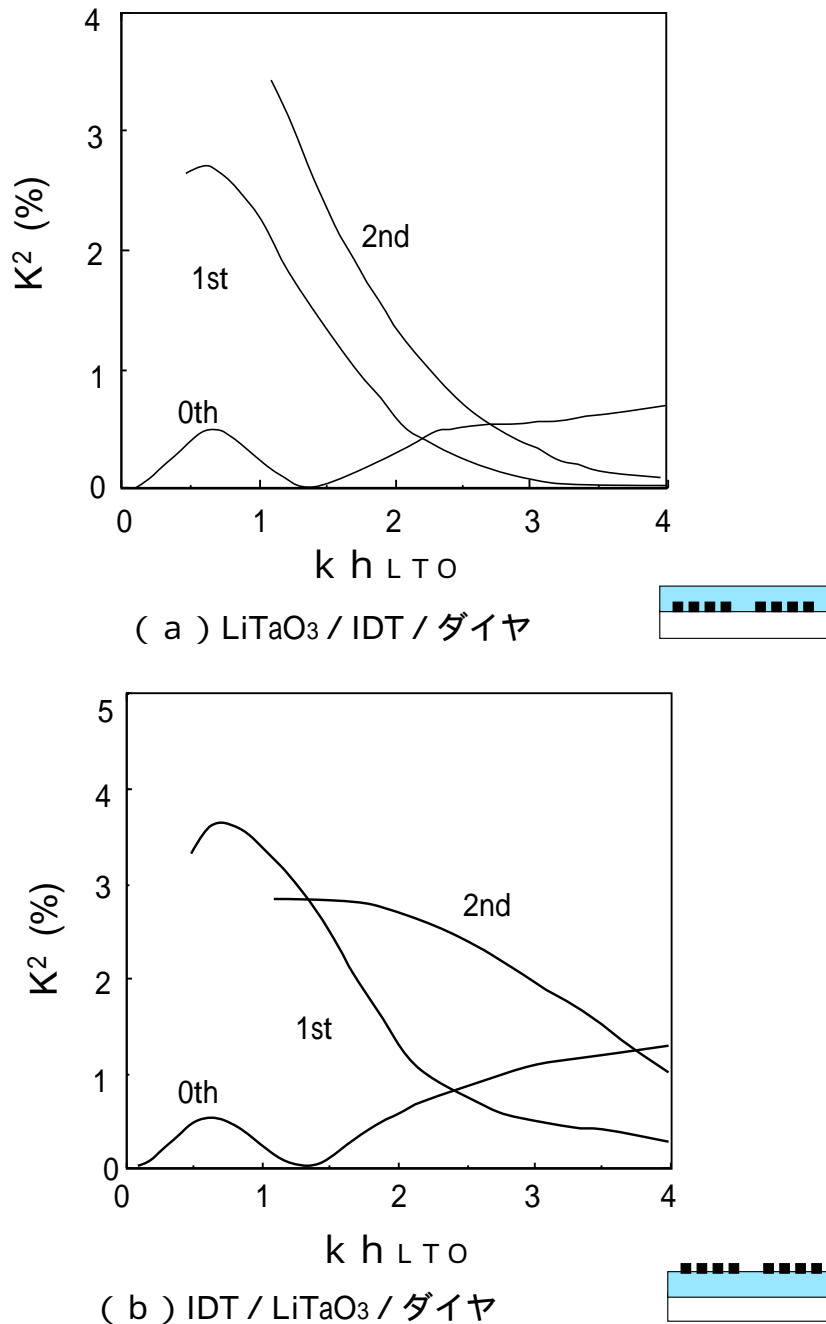 4
3
2
1
0
K² (%)
2nd
1st
0th
0 1 2 3 4
k h LTO
( a ) LiTaO₃ / IDT / ダイヤ
5
4
3
2
1
0
K² (%)
2nd
1st
0th
0 1 2 3 4
k h LTO
( b ) IDT / LiTaO₃ / ダイヤ